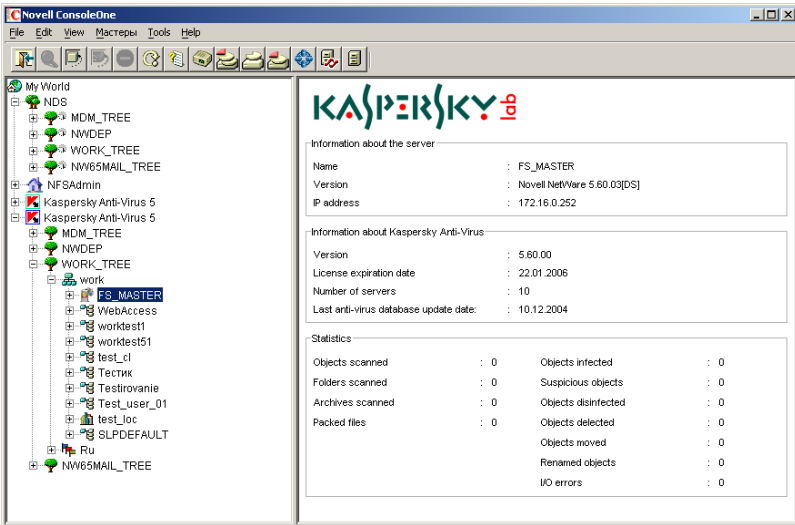 Novell ConsoleOne
File Edit View Мастеры Tools Help
My World
NDS
MDM_TREE
NWDEP
WORK_TREE
NW65MAIL_TREE
NFSAdmin
Kaspersky Anti-Virus 5
Kaspersky Anti-Virus 5
MDM_TREE
NWDEP
WORK_TREE
work
FS_MASTER
WebAccess
worktest1
worktest51
test_cl
Тестик
Testirovanie
Test_user_01
test_loc
SLPDEFAULT
Ru
NW65MAIL_TREE
KASPERSKY lab
Information about the server
Name : FS_MASTER
Version : Novell NetWare 5.60.03[DS]
IP address : 172.16.0.252
Information about Kaspersky Anti-Virus
Version : 5.60.00
License expiration date : 22.01.2006
Number of servers : 10
Last anti-virus database update date: : 10.12.2004
Statistics
Objects scanned : 0 Objects infected : 0
Folders scanned : 0 Suspicious objects : 0
Archives scanned : 0 Objects disinfected : 0
Packed files : 0 Objects delected : 0
Objects moved : 0
Renamed objects : 0
I/O errors : 0